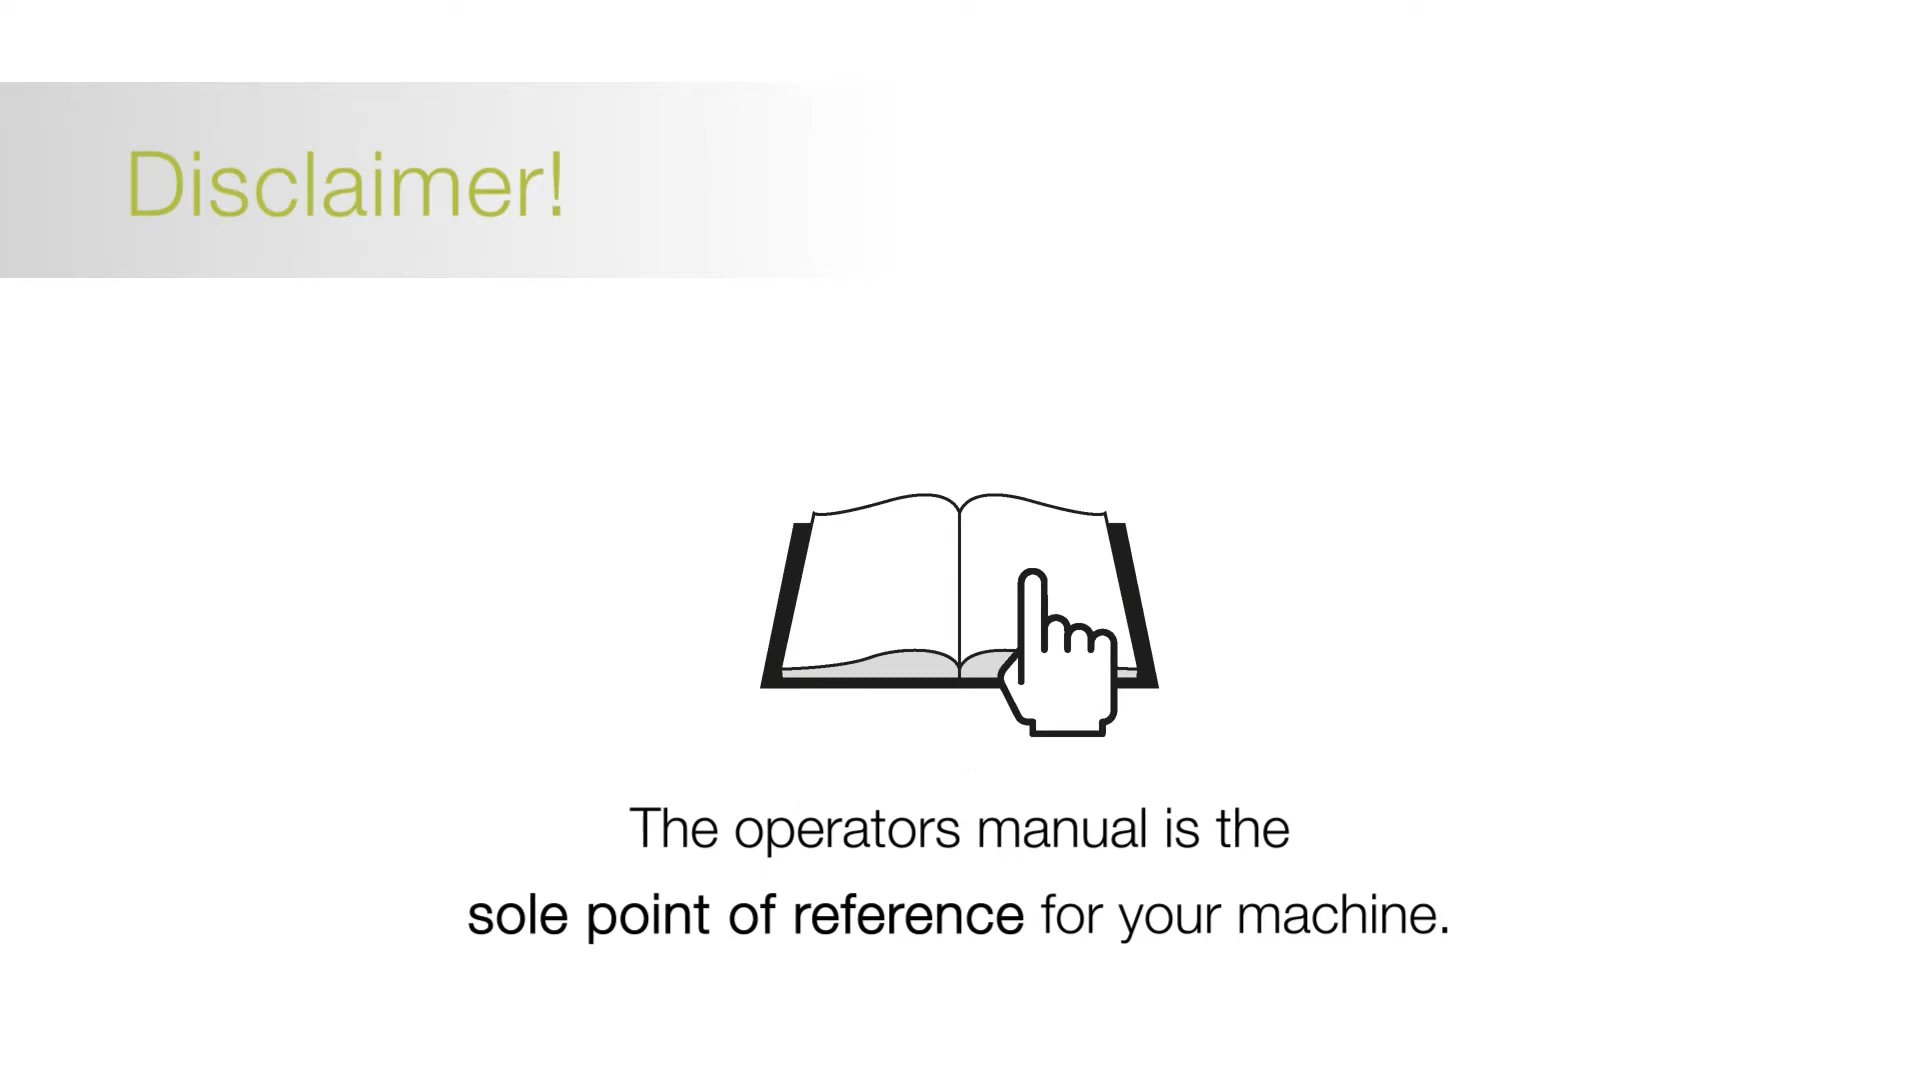 Disclaimer!
The operators manual is the
sole point of reference for your machine.